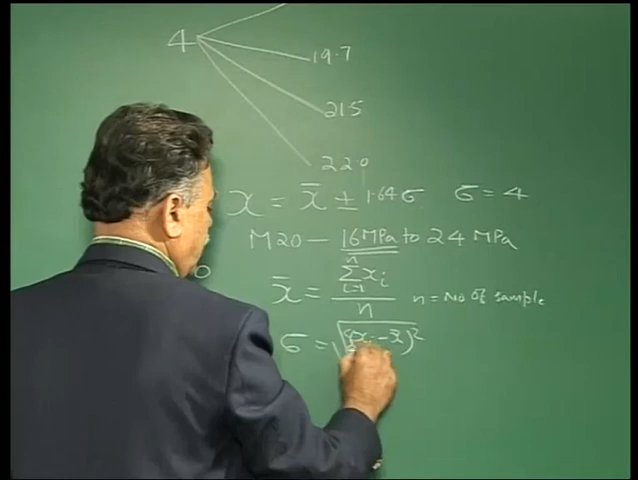 4
19.7
21.5
22.0
x = x̄ ± 1.64σ σ = 4
M20 – 16MPa to 24 MPa
x̄ = n ∑ i=1 xᵢ / n n = No of sample
σ = √ (x - x̄)²